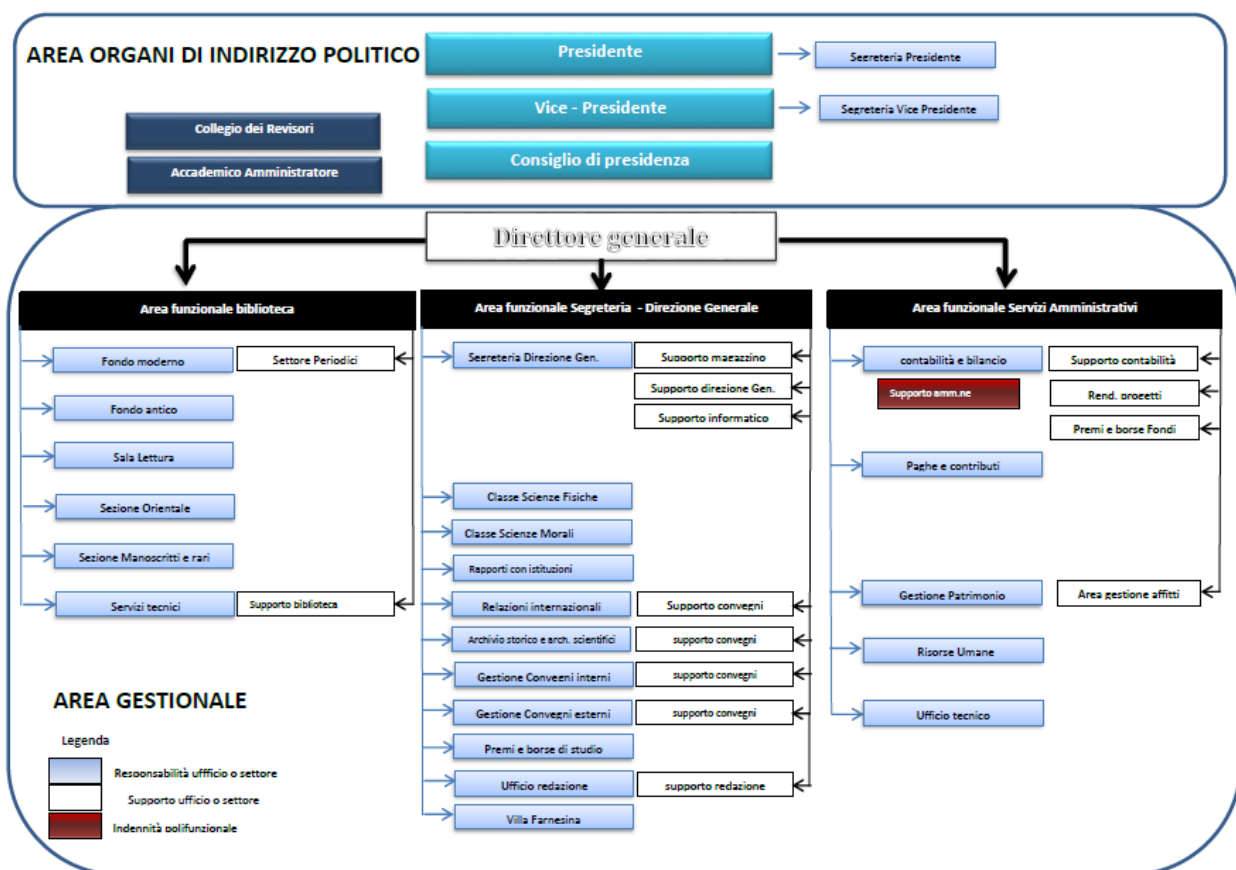 AREA ORGANI DI INDIRIZZO POLITICO
Presidente
Segreteria Presidente
Vice - Presidente
Segreteria Vice Presidente
Collegio dei Revisori
Accademico Amministratore
Consiglio di presidenza
Direttore generale
Area funzionale biblioteca
Fondo moderno
Settore Periodici
Fondo antico
Sala Lettura
Sezione Orientale
Sezione Manoscritti e rari
Servizi tecnici
Supporto biblioteca
Area funzionale Segreteria - Direzione Generale
Segreteria Direzione Gen.
Supporto magazzino
Supporto direzione Gen.
Supporto informatico
Classe Scienze Fisiche
Classe Scienze Morali
Rapporti con istituzioni
Relazioni internazionali
Supporto convegni
Archivio storico e arch. scientifici
supporto convegni
Gestione Convegni interni
supporto convegni
Gestione Convegni esterni
supporto convegni
Premi e borse di studio
Ufficio redazione
supporto redazione
Villa Farnesina
Area funzionale Servizi Amministrativi
contabilità e bilancio
Supporto contabilità
Supporto amm.ne
Rend. progetti
Premi e borse Fondi
Paghe e contributi
Gestione Patrimonio
Area gestione affitti
Risorse Umane
Ufficio tecnico
AREA GESTIONALE
Legenda
Responsabilità uffficio o settore
Supporto ufficio o settore
Indennità polifunzionale